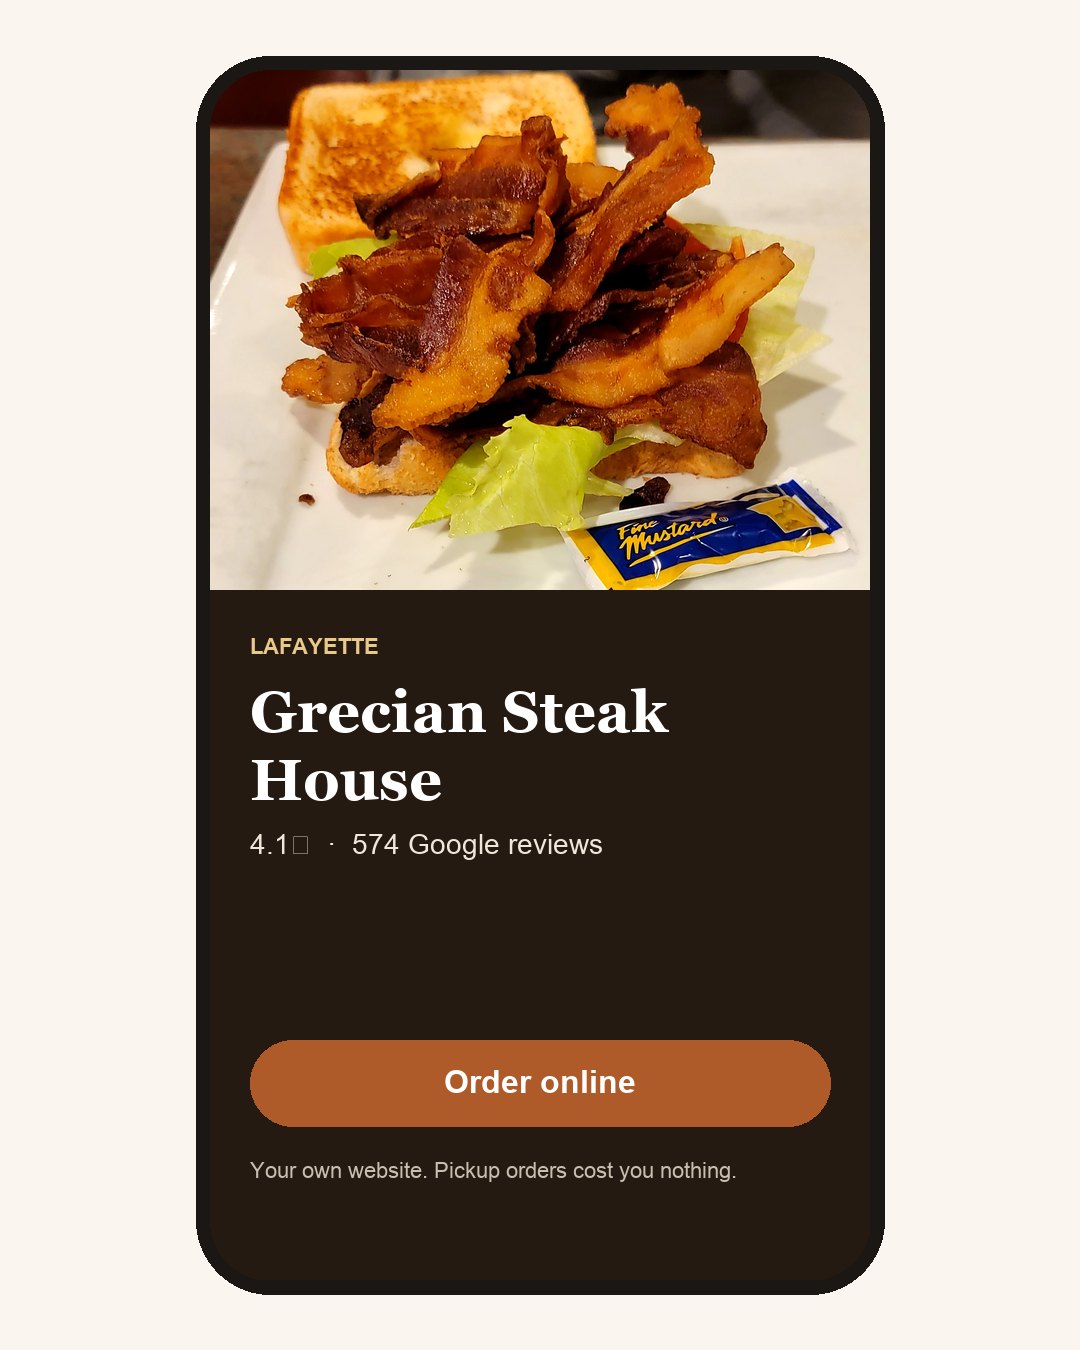 Fine
Mustard
LAFAYETTE
Grecian Steak
House
4.1□ · 574 Google reviews
Order online
Your own website. Pickup orders cost you nothing.